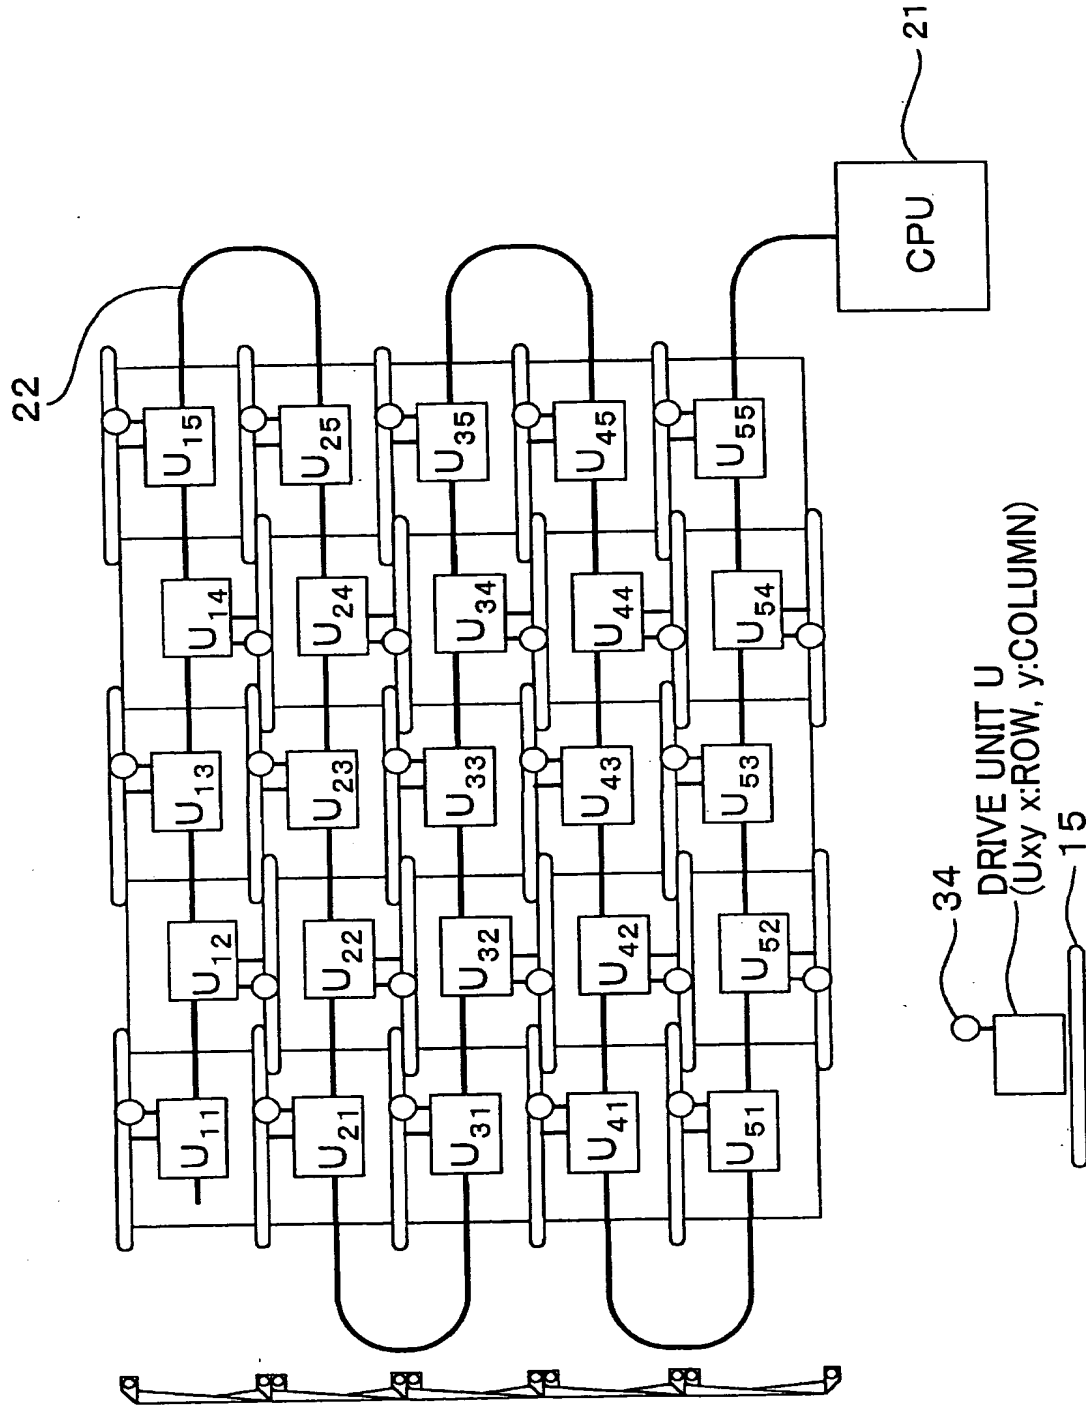 22
U11 U12 U13 U14 U15
U21 U22 U23 U24 U25
U31 U32 U33 U34 U35
U41 U42 U43 U44 U45
U51 U52 U53 U54 U55
CPU
21
34
DRIVE UNIT U
(Uxy x:ROW, y:COLUMN)
15